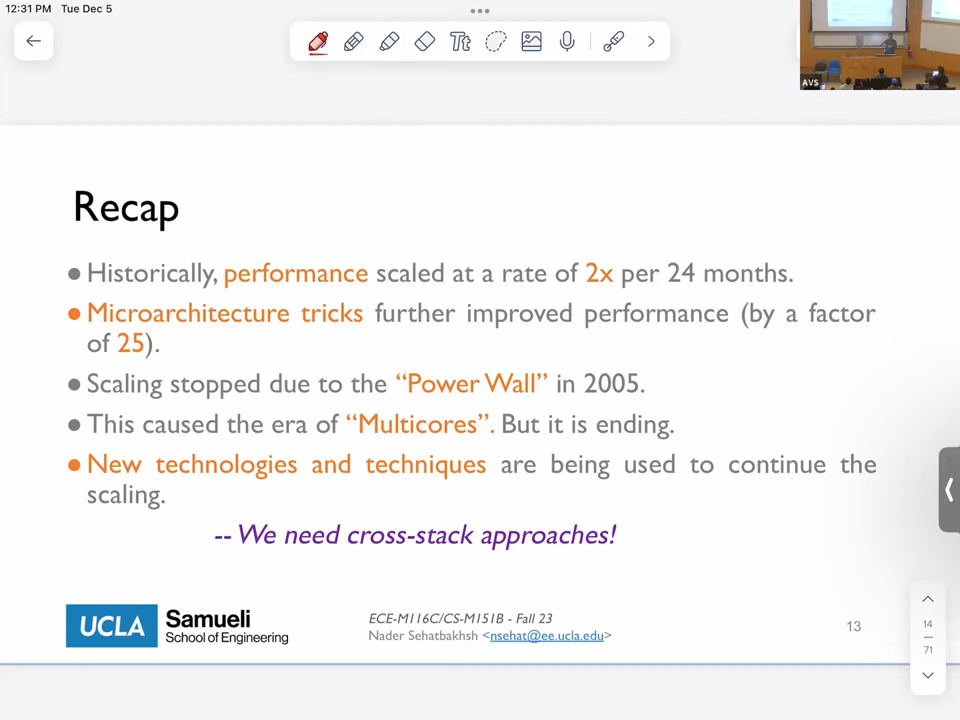 12:31 PM Tue Dec 5
Tt
AVS
Recap
●Historically, performance scaled at a rate of 2x per 24 months.
●Microarchitecture tricks further improved performance (by a factor
of 25).
●Scaling stopped due to the “Power Wall” in 2005.
●This caused the era of “Multicores”. But it is ending.
●New technologies and techniques are being used to continue the
scaling.
-- We need cross-stack approaches!
UCLA Samueli
School of Engineering
ECE-M116C/CS-M151B - Fall 23
Nader Sehatbakhsh <nsehat@ee.ucla.edu>
13
14
71